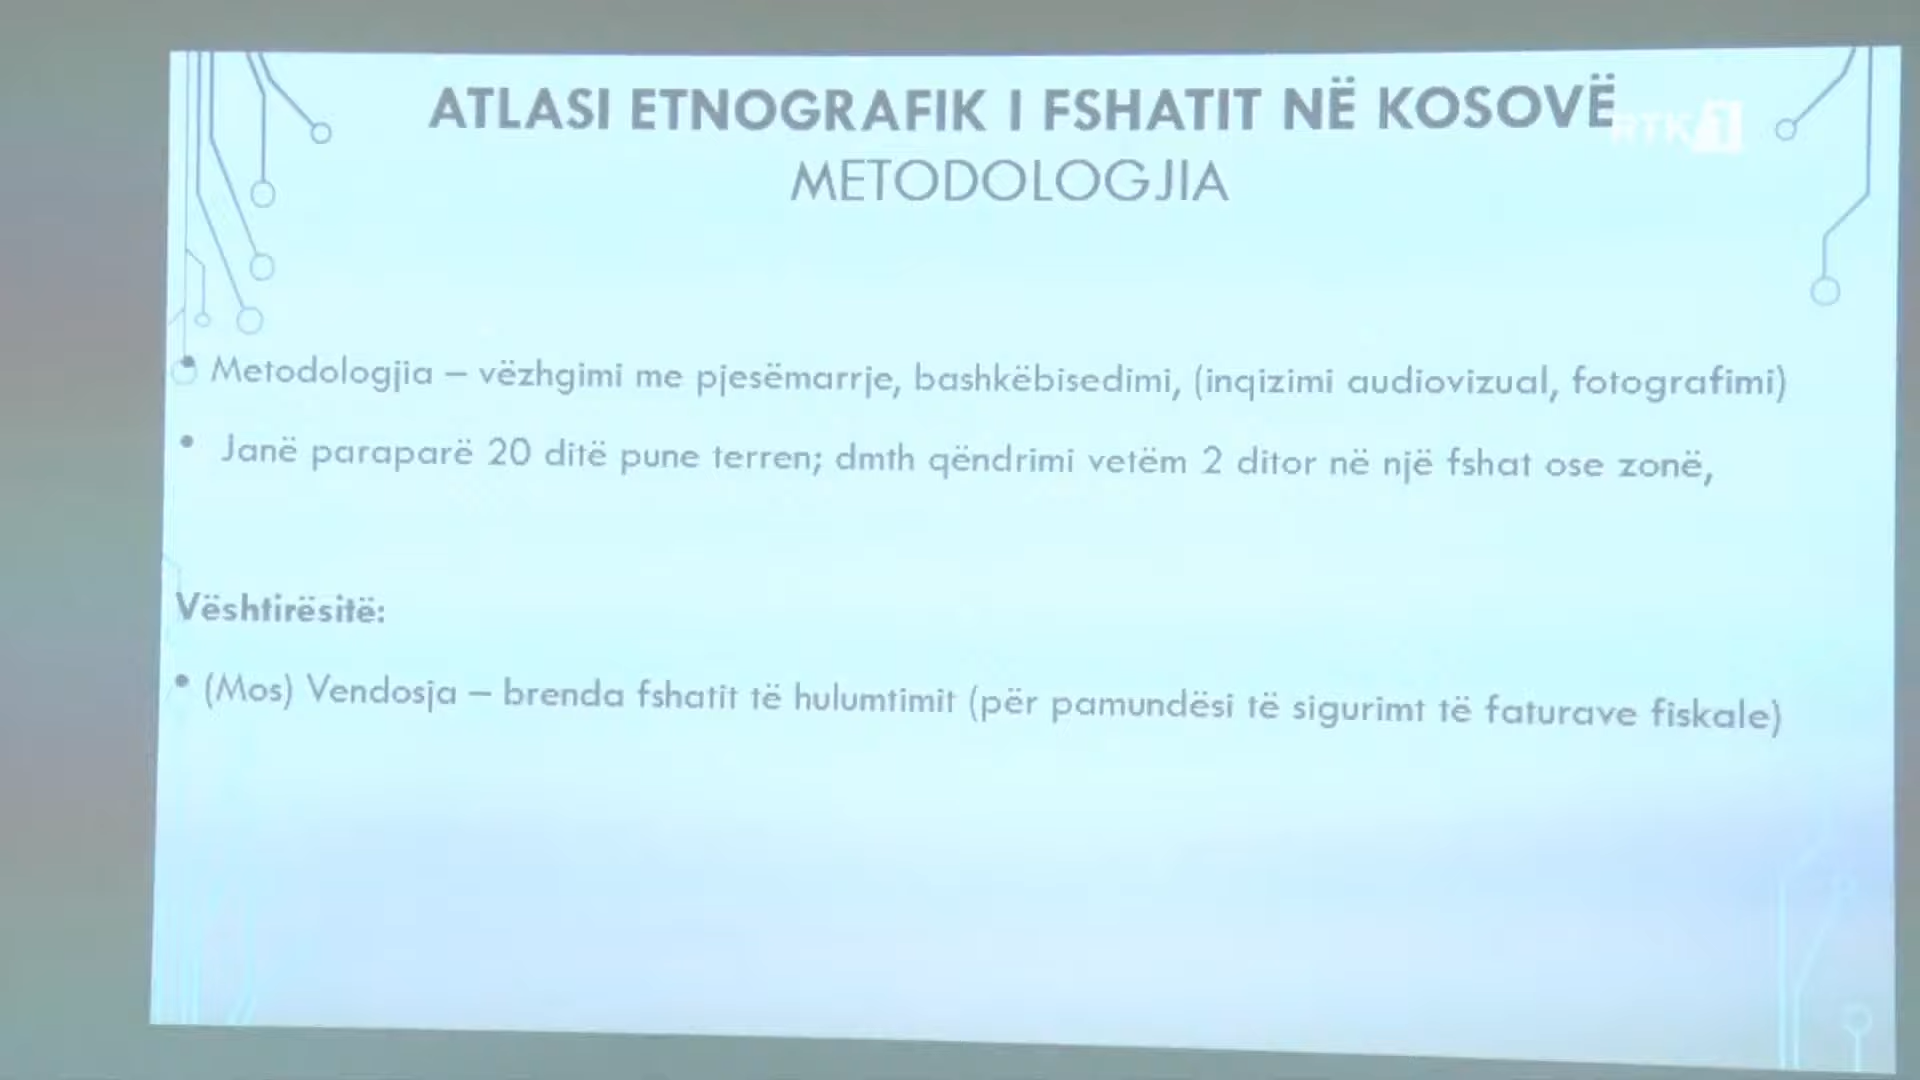 ATLASI ETNOGRAFIK I FSHATIT NË KOSOVË
RTK 1
METODOLOGJIA
• Metodologjia – vëzhgimi me pjesëmarrje, bashkëbisedimi, (inqizimi audiovizual, fotografimi)
• Janë paraparë 20 ditë pune terren; dmth qëndrimi vetëm 2 ditor në një fshat ose zonë,
Vështirësitë:
• (Mos) Vendosja – brenda fshatit të hulumtimit (për pamundësi të sigurimt të faturave fiskale)